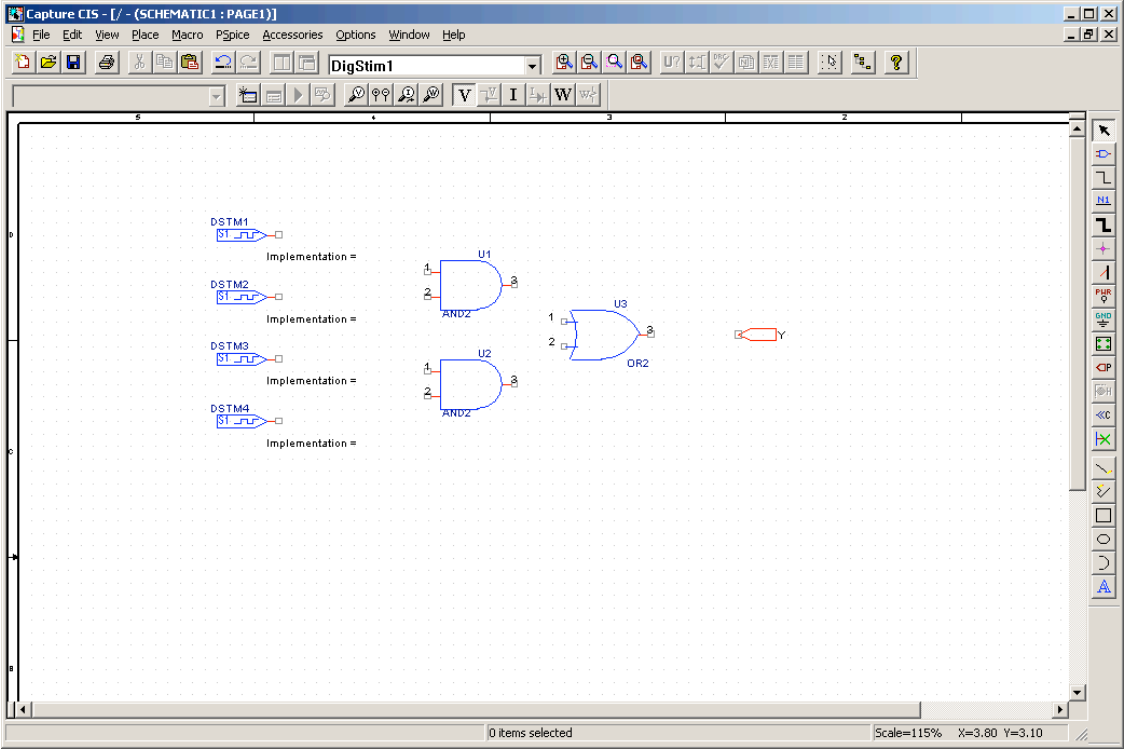 Capture CIS - [/ - (SCHEMATIC1 : PAGE1)]
File Edit View Place Macro PSpice Accessories Options Window Help
DigStim1
U?
DRC
V
I
W
5 4 3 2
D
C
B
DSTM1
S1
Implementation =
DSTM2
S1
Implementation =
DSTM3
S1
Implementation =
DSTM4
S1
Implementation =
U1
1
2
3
AND2
U2
1
2
3
AND2
U3
1
2
3
OR2
Y
N1
PWR
GND
P
H
C
A
0 items selected
Scale=115% X=3.80 Y=3.10